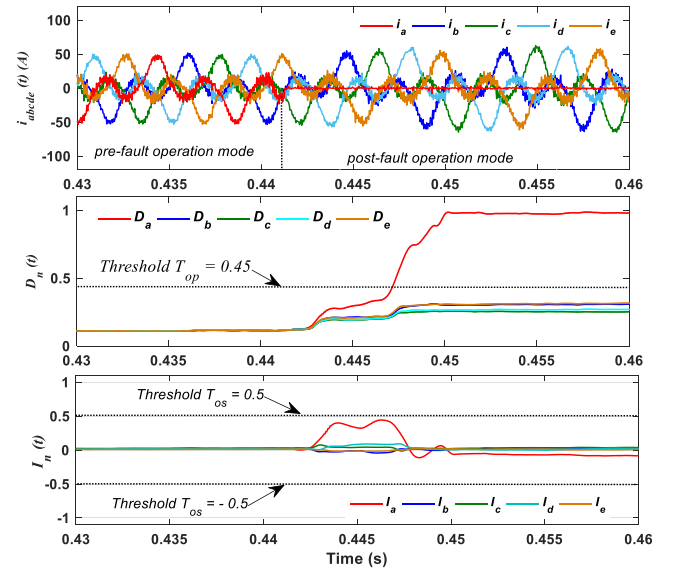 i_a i_b i_c i_d i_e
i_abcde (t) (A)
100
50
0
-50
-100
pre-fault operation mode
post-fault operation mode
0.43 0.435 0.44 0.445 0.45 0.455 0.46
D_a D_b D_c D_d D_e
D_n (t)
1
0.5
0
Threshold T_op = 0.45
0.43 0.435 0.44 0.445 0.45 0.455 0.46
I_n (t)
1
0.5
0
-0.5
-1
Threshold T_os = 0.5
Threshold T_os = - 0.5
I_a I_b I_c I_d I_e
0.43 0.435 0.44 0.445 0.45 0.455 0.46
Time (s)